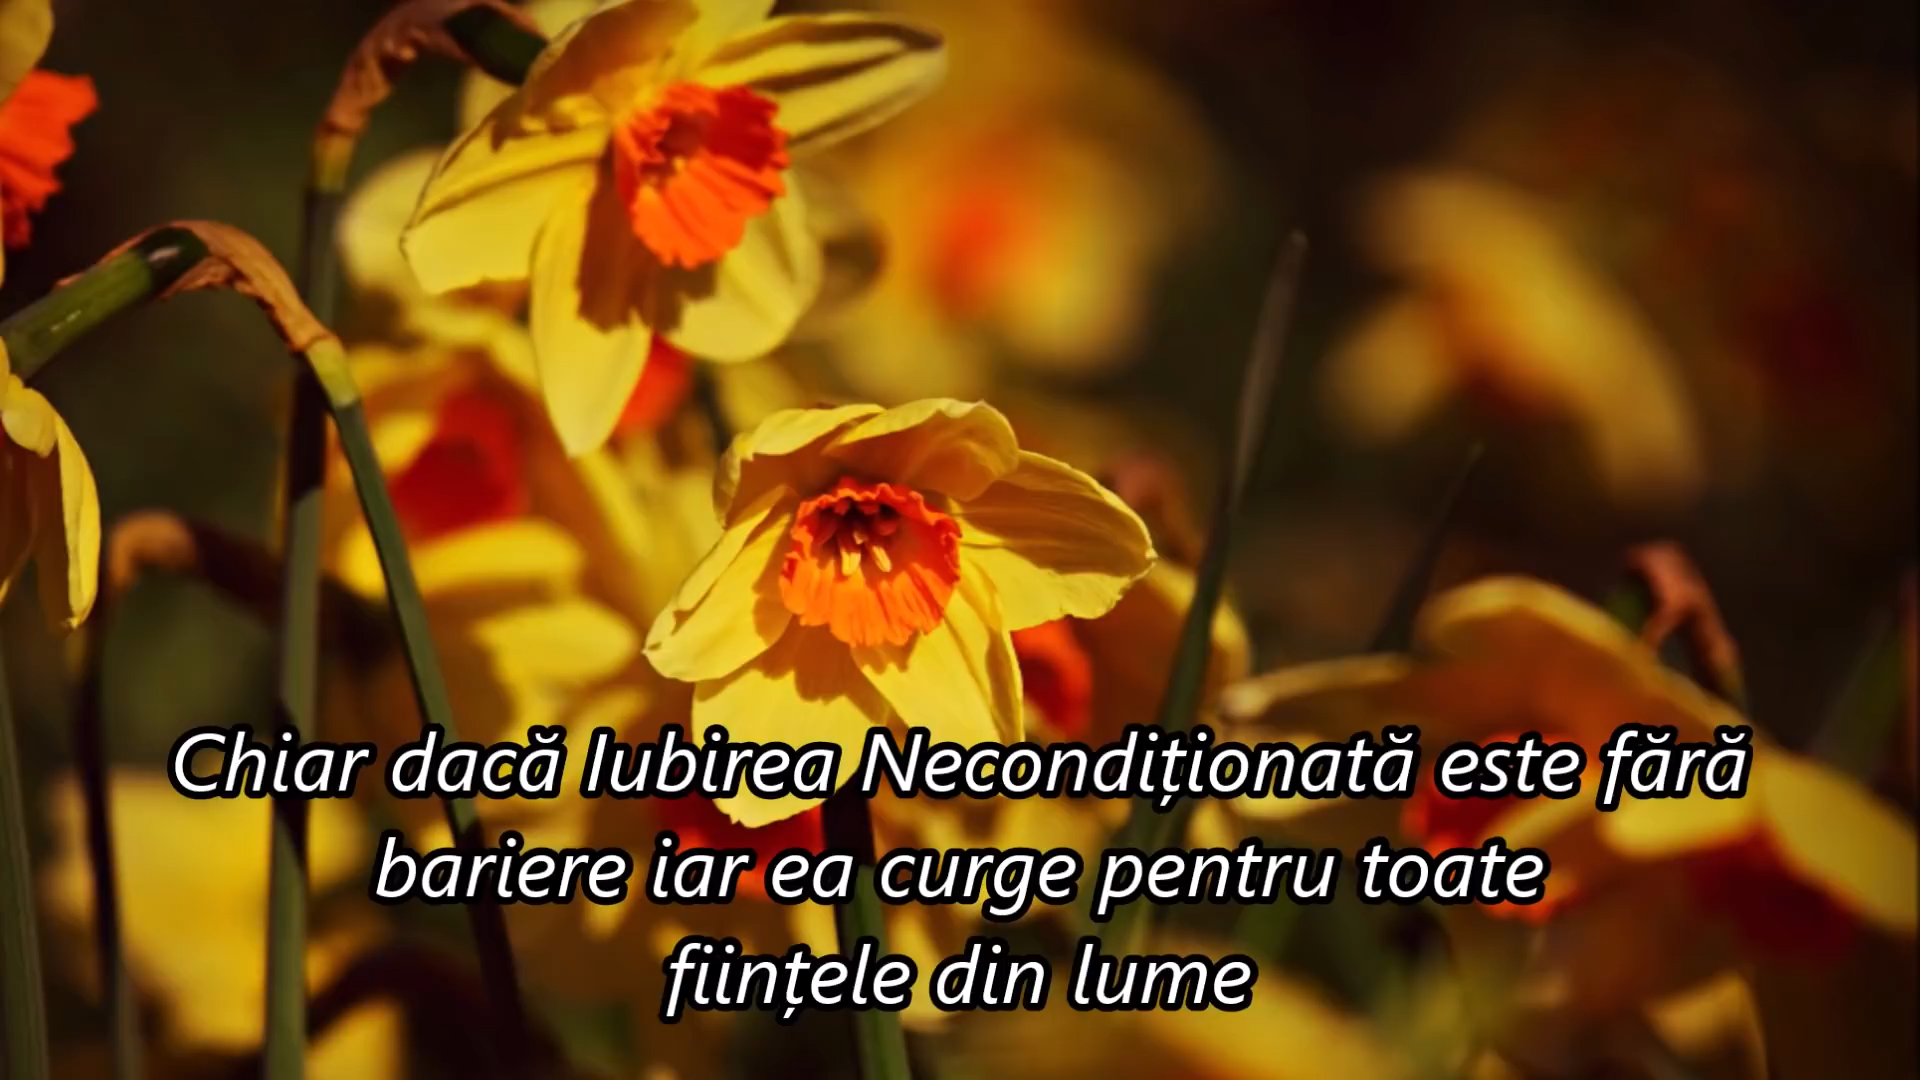 Chiar dacă Iubirea Necondiționată este fără
bariere iar ea curge pentru toate
ființele din lume